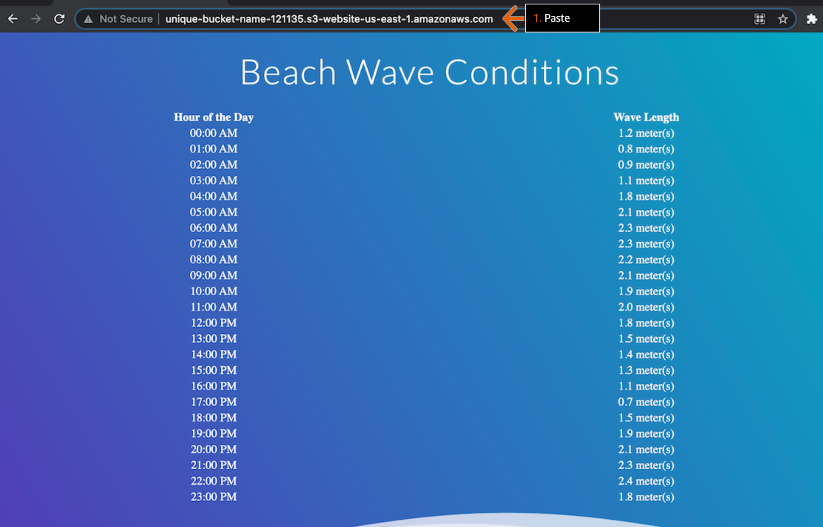 Not Secure | unique-bucket-name-121135.s3-website-us-east-1.amazonaws.com 1. Paste
Beach Wave Conditions
Hour of the Day Wave Length
00:00 AM 1.2 meter(s)
01:00 AM 0.8 meter(s)
02:00 AM 0.9 meter(s)
03:00 AM 1.1 meter(s)
04:00 AM 1.8 meter(s)
05:00 AM 2.1 meter(s)
06:00 AM 2.3 meter(s)
07:00 AM 2.3 meter(s)
08:00 AM 2.2 meter(s)
09:00 AM 2.1 meter(s)
10:00 AM 1.9 meter(s)
11:00 AM 2.0 meter(s)
12:00 PM 1.8 meter(s)
13:00 PM 1.5 meter(s)
14:00 PM 1.4 meter(s)
15:00 PM 1.3 meter(s)
16:00 PM 1.1 meter(s)
17:00 PM 0.7 meter(s)
18:00 PM 1.5 meter(s)
19:00 PM 1.9 meter(s)
20:00 PM 2.1 meter(s)
21:00 PM 2.3 meter(s)
22:00 PM 2.4 meter(s)
23:00 PM 1.8 meter(s)